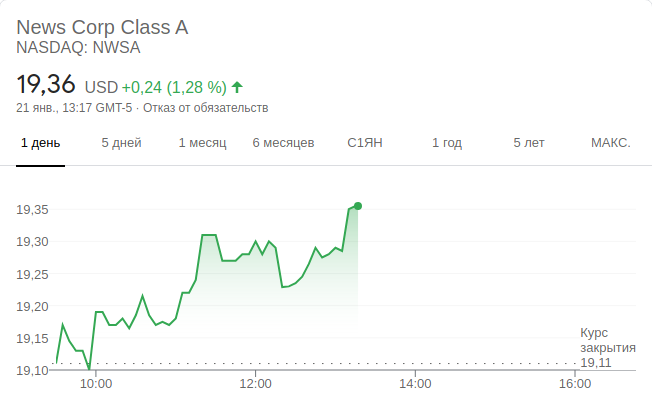 News Corp Class A
NASDAQ: NWSA
19,36 USD +0,24 (1,28 %)
21 янв., 13:17 GMT-5 · Отказ от обязательств
1 день 5 дней 1 месяц 6 месяцев С1ЯН 1 год 5 лет МАКС.
19,35
19,30
19,25
19,20
19,15
19,10
Курс
закрытия
19,11
10:00 12:00 14:00 16:00